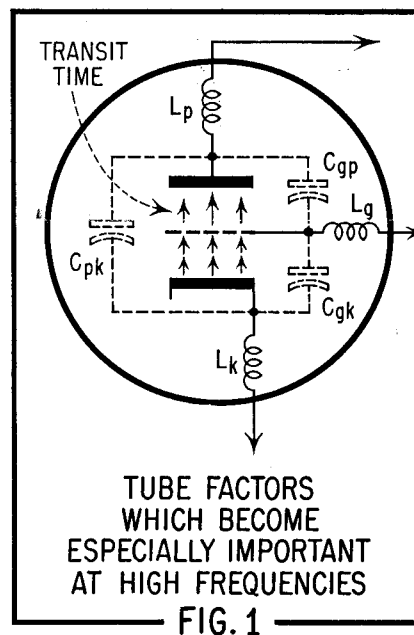 TRANSIT
TIME
Lp
Cgp
Lg
Cpk
Cgk
Lk
TUBE FACTORS
WHICH BECOME
ESPECIALLY IMPORTANT
AT HIGH FREQUENCIES
FIG. 1